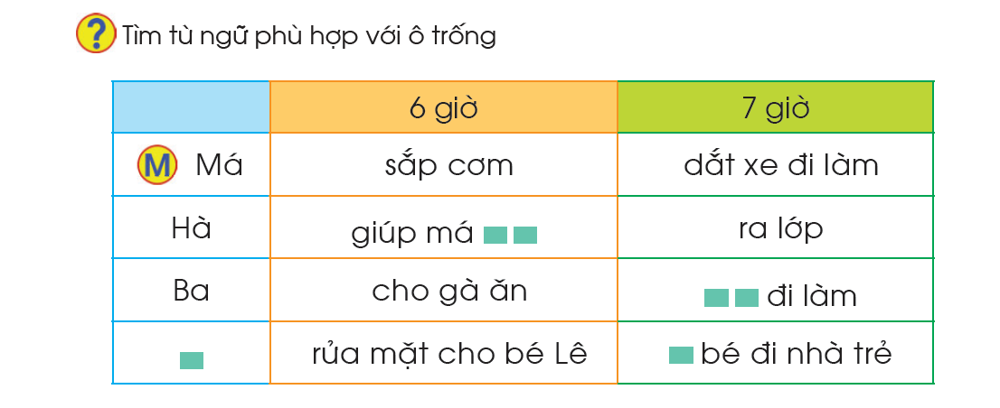 ? Tìm từ ngữ phù hợp với ô trống
6 giờ 7 giờ
M Má sắp cơm dắt xe đi làm
Hà giúp má ra lớp
Ba cho gà ăn đi làm
rửa mặt cho bé Lê bé đi nhà trẻ